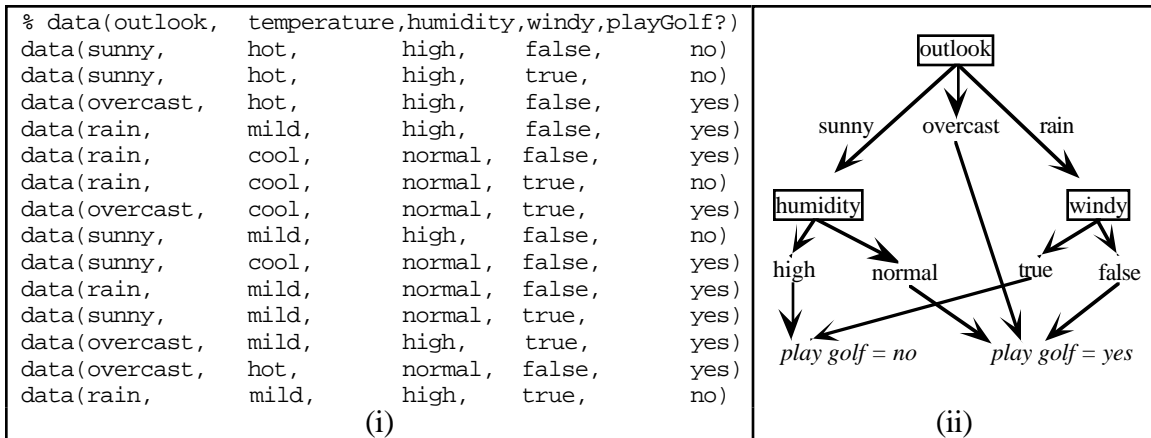 % data(outlook, temperature,humidity,windy,playGolf?)
data(sunny, hot, high, false, no)
data(sunny, hot, high, true, no)
data(overcast, hot, high, false, yes)
data(rain, mild, high, false, yes)
data(rain, cool, normal, false, yes)
data(rain, cool, normal, true, no)
data(overcast, cool, normal, true, yes)
data(sunny, mild, high, false, no)
data(sunny, cool, normal, false, yes)
data(rain, mild, normal, false, yes)
data(sunny, mild, normal, true, yes)
data(overcast, mild, high, true, yes)
data(overcast, hot, normal, false, yes)
data(rain, mild, high, true, no)
(i)
outlook
sunny overcast rain
humidity windy
high normal true false
play golf = no play golf = yes
(ii)